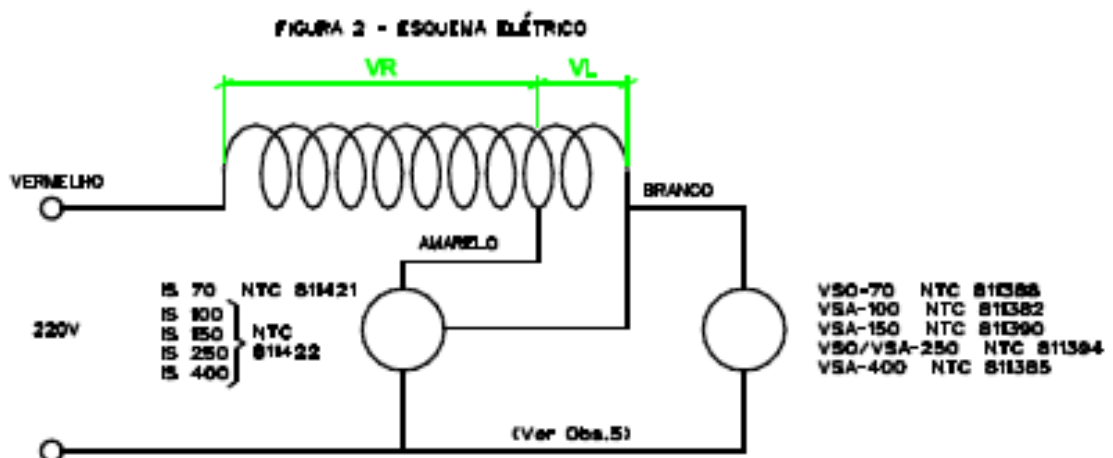 FIGURA 2 - ESQUEMA ELÉTRICO
VR
VL
VERMELHO
BRANCO
AMARELO
IS 70 NTC 811421
IS 100
IS 150
IS 250
IS 400
NTC
811422
220V
VSO-70 NTC 811388
VSA-100 NTC 811382
VSA-150 NTC 811390
VSO/VSA-250 NTC 811394
VSA-400 NTC 811385
(Ver Obs.5)